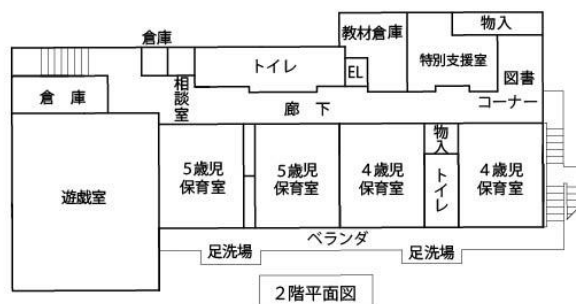 物入
教材倉庫
倉庫
特別支援室
トイレ
EL
図書
コーナー
相談室
倉 庫
廊 下
物入
5歳児
保育室
5歳児
保育室
4歳児
保育室
トイレ
4歳児
保育室
遊戯室
ベランダ
足洗場
足洗場
2階平面図